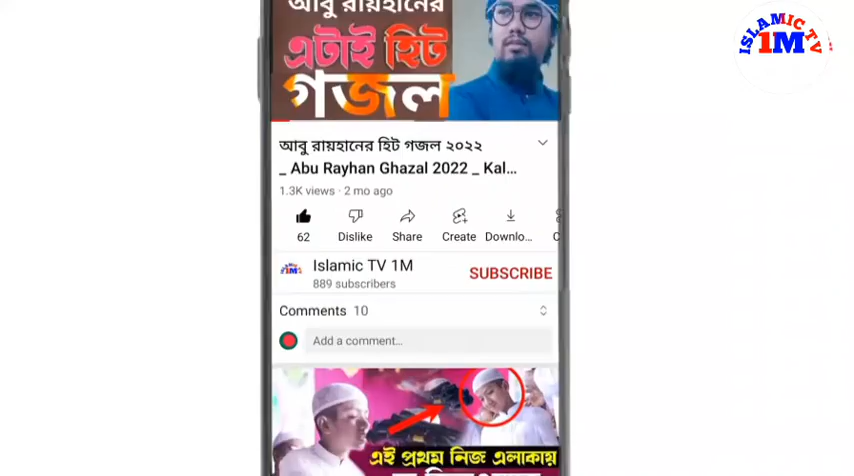 আবু রায়হানের
এটাই হিট
গজল
ISLAMIC TV
1M
আবু রায়হানের হিট গজল ২০২২
_ Abu Rayhan Ghazal 2022 _ Kal...
1.3K views · 2 mo ago
62 Dislike Share Create Downlo... C
1M
Islamic TV 1M
SUBSCRIBE
889 subscribers
Comments 10
Add a comment...
এই প্রথম নিজ এলাকায়